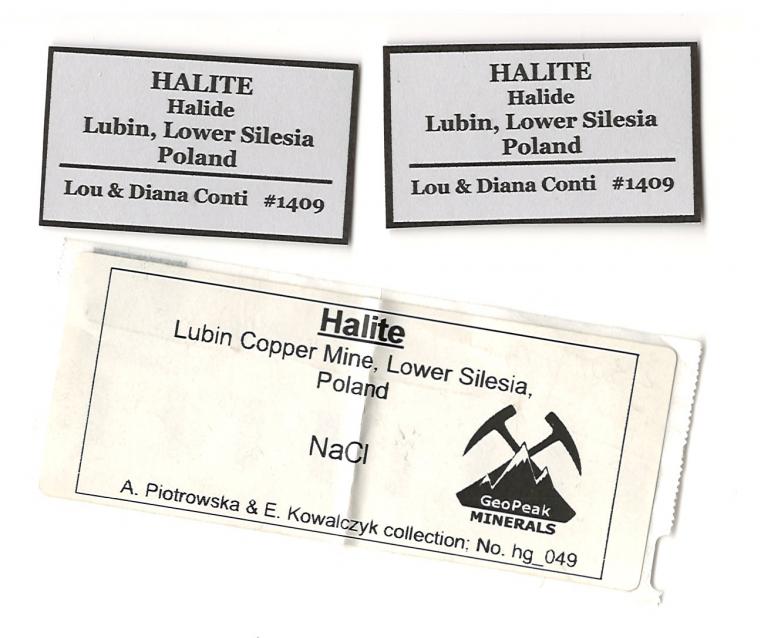 HALITE
Halide
Lubin, Lower Silesia
Poland
Lou & Diana Conti #1409
HALITE
Halide
Lubin, Lower Silesia
Poland
Lou & Diana Conti #1409
Halite
Lubin Copper Mine, Lower Silesia,
Poland
NaCl
GeoPeak
MINERALS
A. Piotrowska & E. Kowalczyk collection; No. hg_049